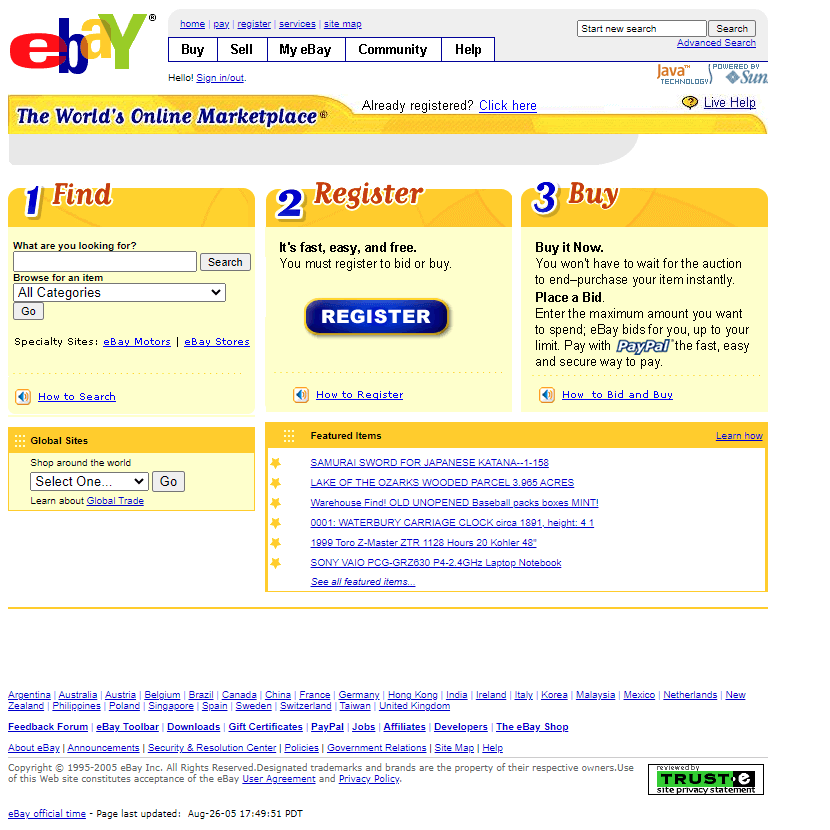 ebaY®
home | pay | register | services | site map
Start new search Search
Advanced Search
Buy Sell My eBay Community Help
Hello! Sign in/out.
Java™ TECHNOLOGY POWERED BY Sun
The World's Online Marketplace®
Already registered? Click here
Live Help
1 Find
What are you looking for?
Search
Browse for an item
All Categories
Go
Specialty Sites: eBay Motors | eBay Stores
How to Search
2 Register
It's fast, easy, and free.
You must register to bid or buy.
REGISTER
How to Register
3 Buy
Buy it Now.
You won't have to wait for the auction
to end–purchase your item instantly.
Place a Bid.
Enter the maximum amount you want
to spend; eBay bids for you, up to your
limit. Pay with PayPal the fast, easy
and secure way to pay.
How to Bid and Buy
Global Sites
Shop around the world
Select One... Go
Learn about Global Trade
Featured Items Learn how
SAMURAI SWORD FOR JAPANESE KATANA--1-158
LAKE OF THE OZARKS WOODED PARCEL 3.965 ACRES
Warehouse Find! OLD UNOPENED Baseball packs boxes MINT!
0001: WATERBURY CARRIAGE CLOCK circa 1891, height: 4 1
1999 Toro Z-Master ZTR 1128 Hours 20 Kohler 48"
SONY VAIO PCG-GRZ630 P4-2.4GHz Laptop Notebook
See all featured items...
Argentina | Australia | Austria | Belgium | Brazil | Canada | China | France | Germany | Hong Kong | India | Ireland | Italy | Korea | Malaysia | Mexico | Netherlands | New
Zealand | Philippines | Poland | Singapore | Spain | Sweden | Switzerland | Taiwan | United Kingdom
Feedback Forum | eBay Toolbar | Downloads | Gift Certificates | PayPal | Jobs | Affiliates | Developers | The eBay Shop
About eBay | Announcements | Security & Resolution Center | Policies | Government Relations | Site Map | Help
Copyright © 1995-2005 eBay Inc. All Rights Reserved.Designated trademarks and brands are the property of their respective owners.Use
of this Web site constitutes acceptance of the eBay User Agreement and Privacy Policy.
reviewed by
TRUSTe
site privacy statement
eBay official time - Page last updated: Aug-26-05 17:49:51 PDT